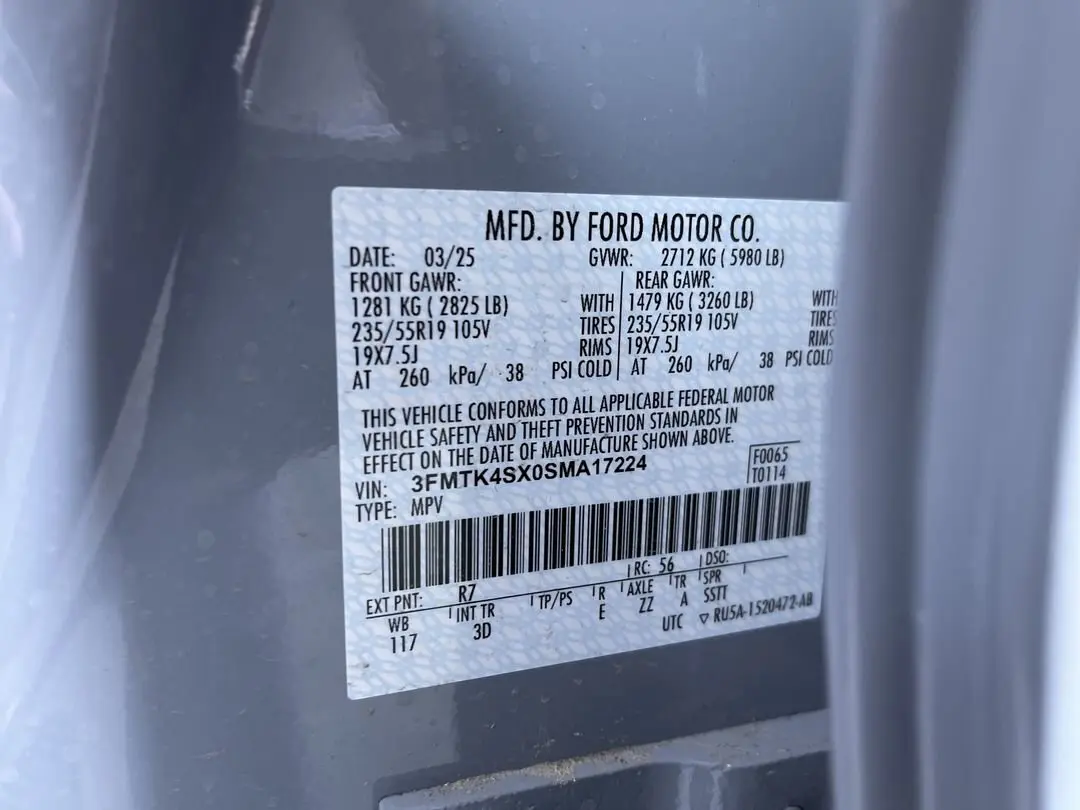 MFD. BY FORD MOTOR CO.
DATE: 03/25 GVWR: 2712 KG ( 5980 LB)
FRONT GAWR: REAR GAWR:
1281 KG ( 2825 LB) WITH 1479 KG ( 3260 LB) WITH
235/55R19 105V TIRES 235/55R19 105V TIRES
19X7.5J RIMS 19X7.5J RIMS
AT 260 kPa/ 38 PSI COLD AT 260 kPa/ 38 PSI COLD
THIS VEHICLE CONFORMS TO ALL APPLICABLE FEDERAL MOTOR
VEHICLE SAFETY AND THEFT PREVENTION STANDARDS IN
EFFECT ON THE DATE OF MANUFACTURE SHOWN ABOVE.
VIN: 3FMTK4SX0SMA17224 F0065
TYPE: MPV T0114
EXT PNT: R7 RC: 56 DSO:
WB INT TR TP/PS R AXLE TR SPR
117 3D E ZZ A SSTT
UTC ▽ RU5A-1520472-AB